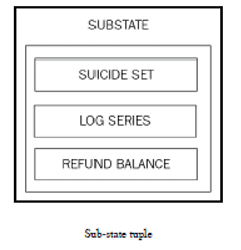 SUBSTATE
SUICIDE SET
LOG SERIES
REFUND BALANCE
Sub-state tuple